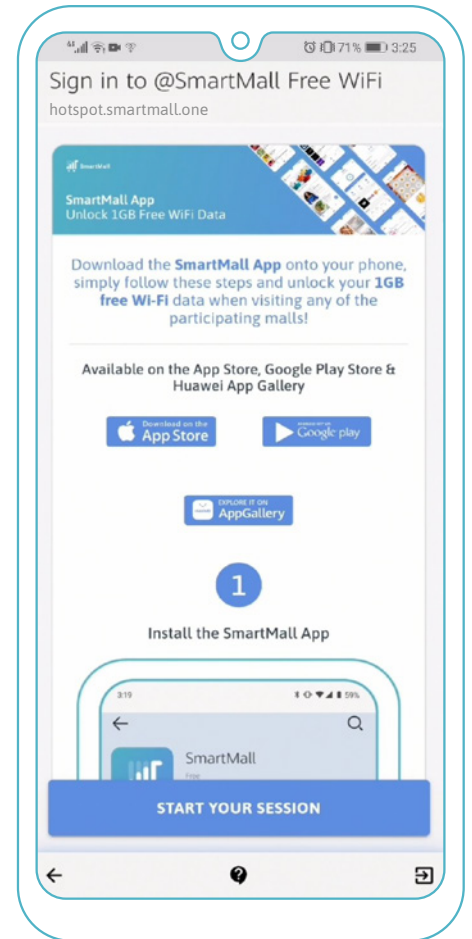 71% 3:25
Sign in to @SmartMall Free WiFi
hotspot.smartmall.one
SmartMall
SmartMall App
Unlock 1GB Free WiFi Data
Download the SmartMall App onto your phone,
simply follow these steps and unlock your 1GB
free Wi-Fi data when visiting any of the
participating malls!
Available on the App Store, Google Play Store &
Huawei App Gallery
Download on the
App Store
Google play
EXPLORE IT ON
AppGallery
1
Install the SmartMall App
3:19 59%
SmartMall
Free
START YOUR SESSION